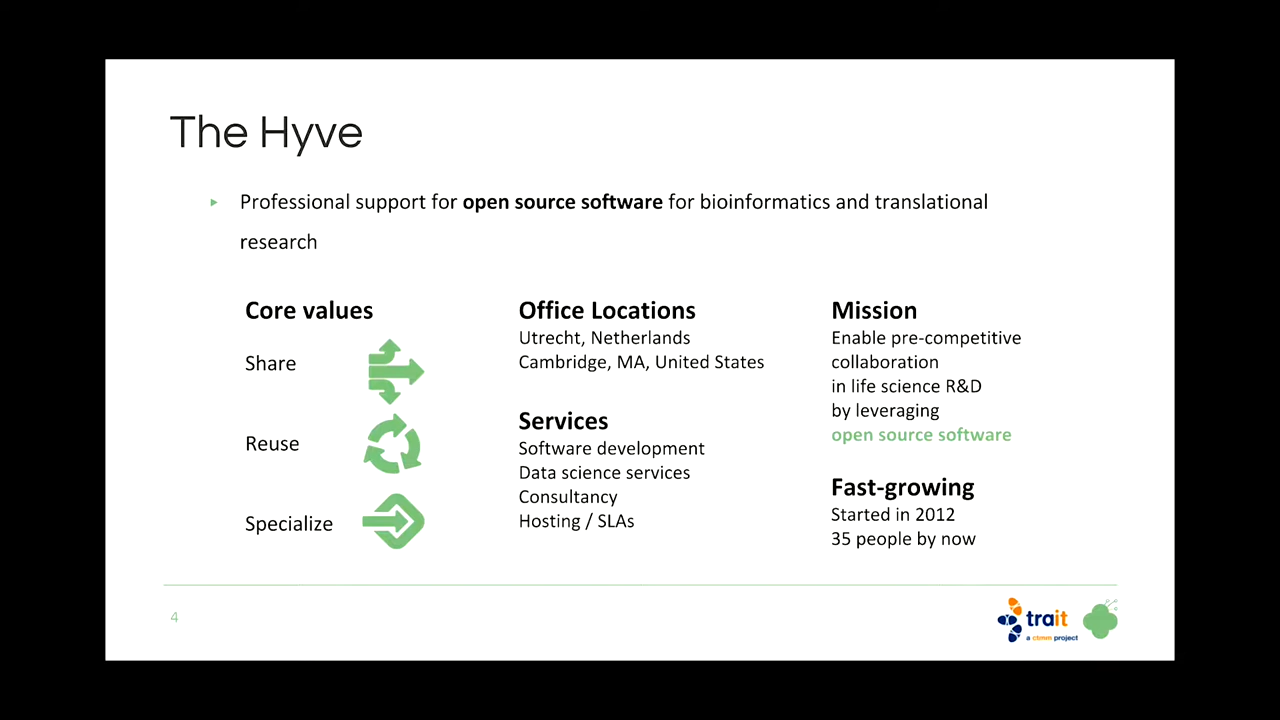 The Hyve
Professional support for open source software for bioinformatics and translational
research
Core values
Share
Reuse
Specialize
Office Locations
Utrecht, Netherlands
Cambridge, MA, United States
Services
Software development
Data science services
Consultancy
Hosting / SLAs
Mission
Enable pre-competitive
collaboration
in life science R&D
by leveraging
open source software
Fast-growing
Started in 2012
35 people by now
4
trait
a ctmm project